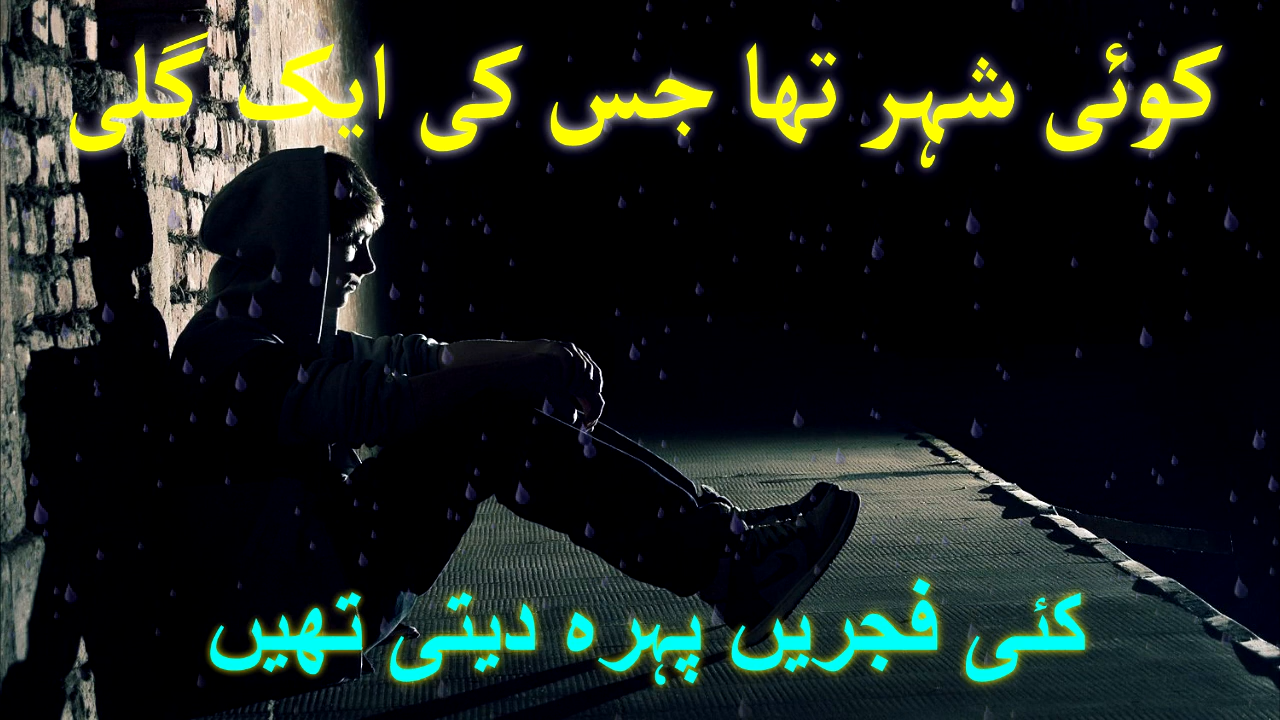 کوئی شہر تھا جس کی ایک گلی
کئی فجریں پہرہ دیتی تھیں